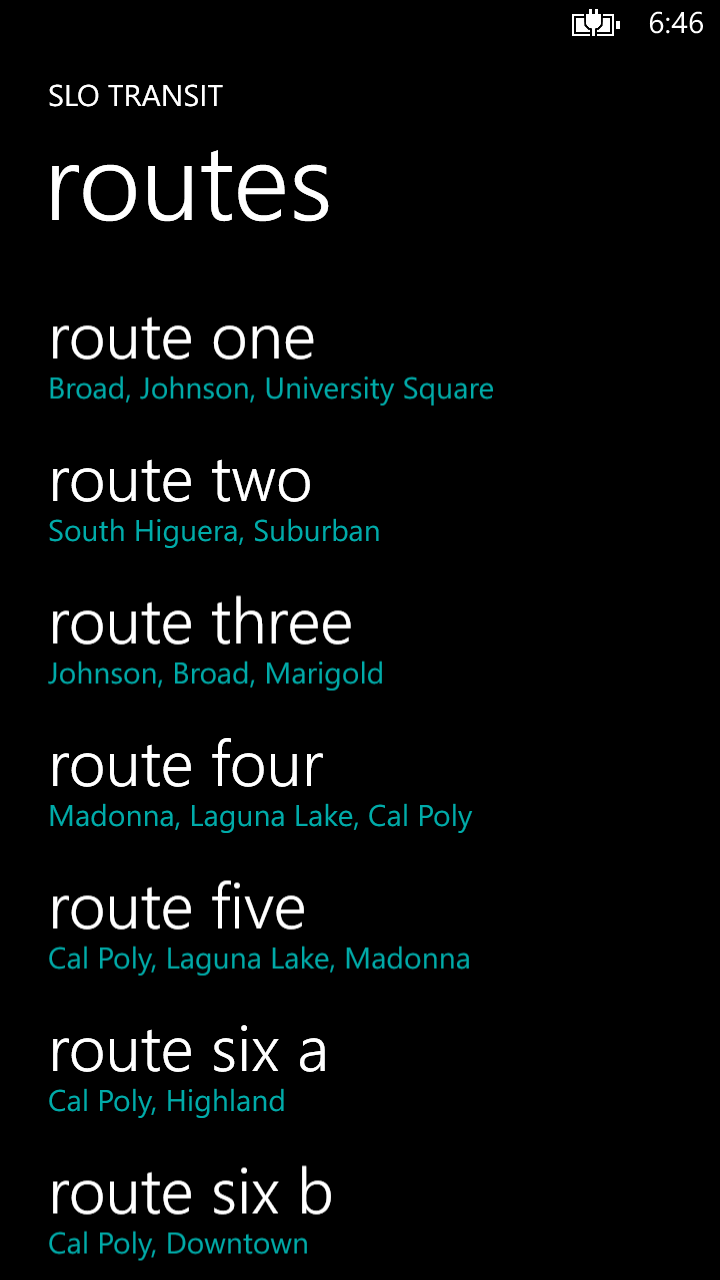 6:46
SLO TRANSIT
routes
route one
Broad, Johnson, University Square
route two
South Higuera, Suburban
route three
Johnson, Broad, Marigold
route four
Madonna, Laguna Lake, Cal Poly
route five
Cal Poly, Laguna Lake, Madonna
route six a
Cal Poly, Highland
route six b
Cal Poly, Downtown